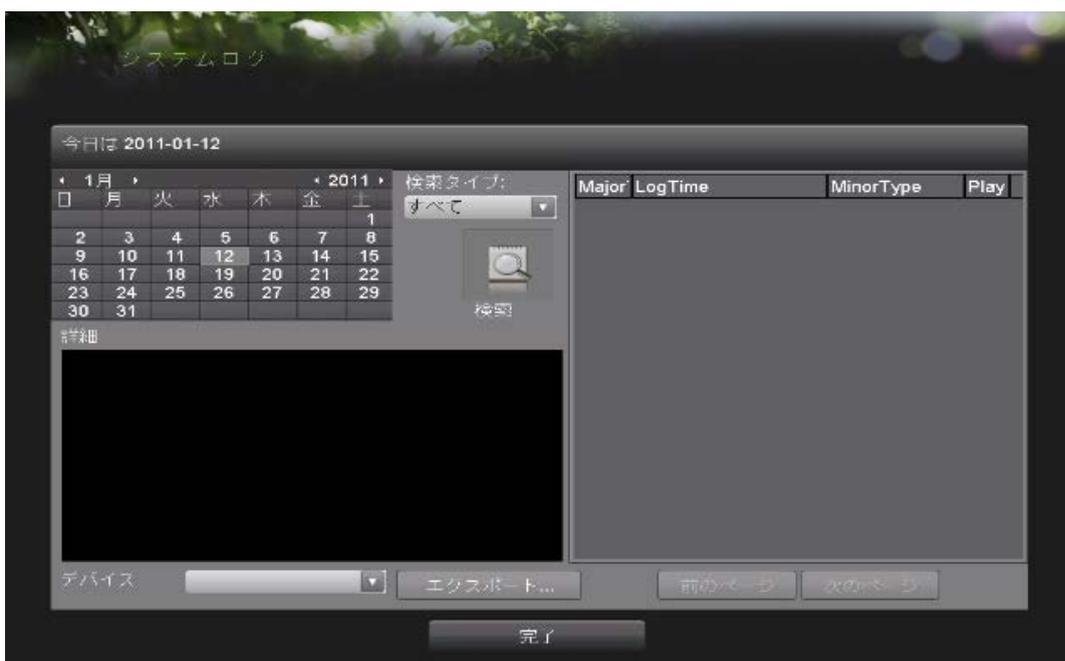 システムログ
今日は 2011-01-12
1月 2011
日 月 火 水 木 金 土
1
2 3 4 5 6 7 8
9 10 11 12 13 14 15
16 17 18 19 20 21 22
23 24 25 26 27 28 29
30 31
検索タイプ:
すべて
検索
Major LogTime MinorType Play
詳細
デバイス
エクスポート...
前のページ
次のページ
完了